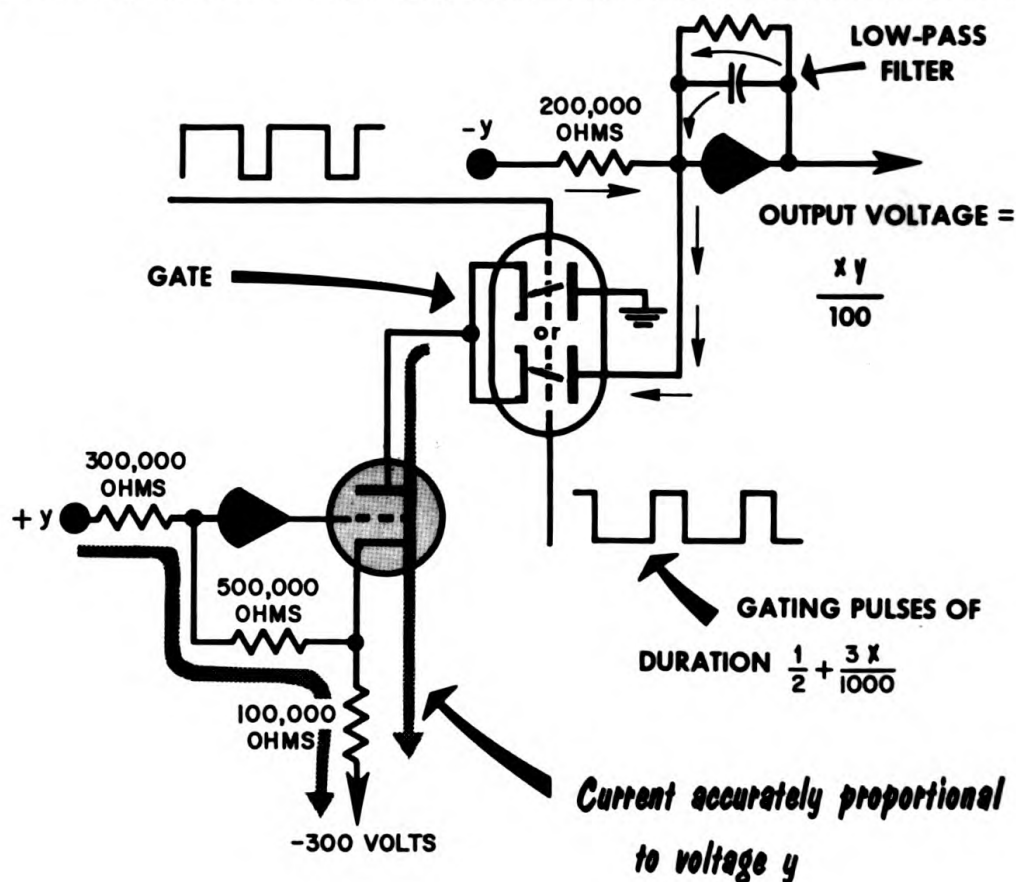 LOW-PASS
FILTER
200,000
OHMS
-y
OUTPUT VOLTAGE =
xy
100
GATE
or
300,000
OHMS
+y
500,000
OHMS
100,000
OHMS
-300 VOLTS
GATING PULSES OF
DURATION 1/2 + 3X/1000
Current accurately proportional
to voltage y